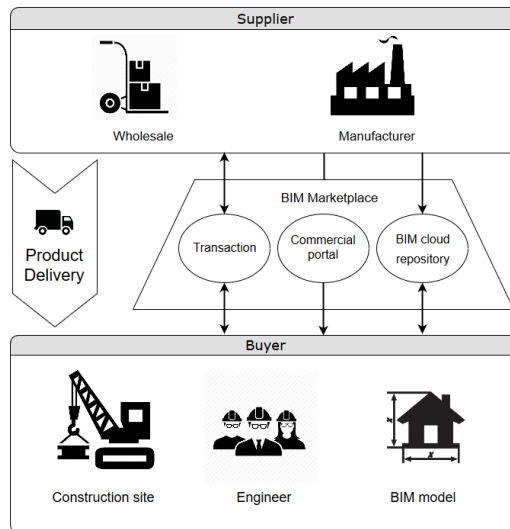 Supplier
Wholesale
Manufacturer
BIM Marketplace
Product
Delivery
Transaction
Commercial
portal
BIM cloud
repository
Buyer
x
x
Construction site
Engineer
BIM model